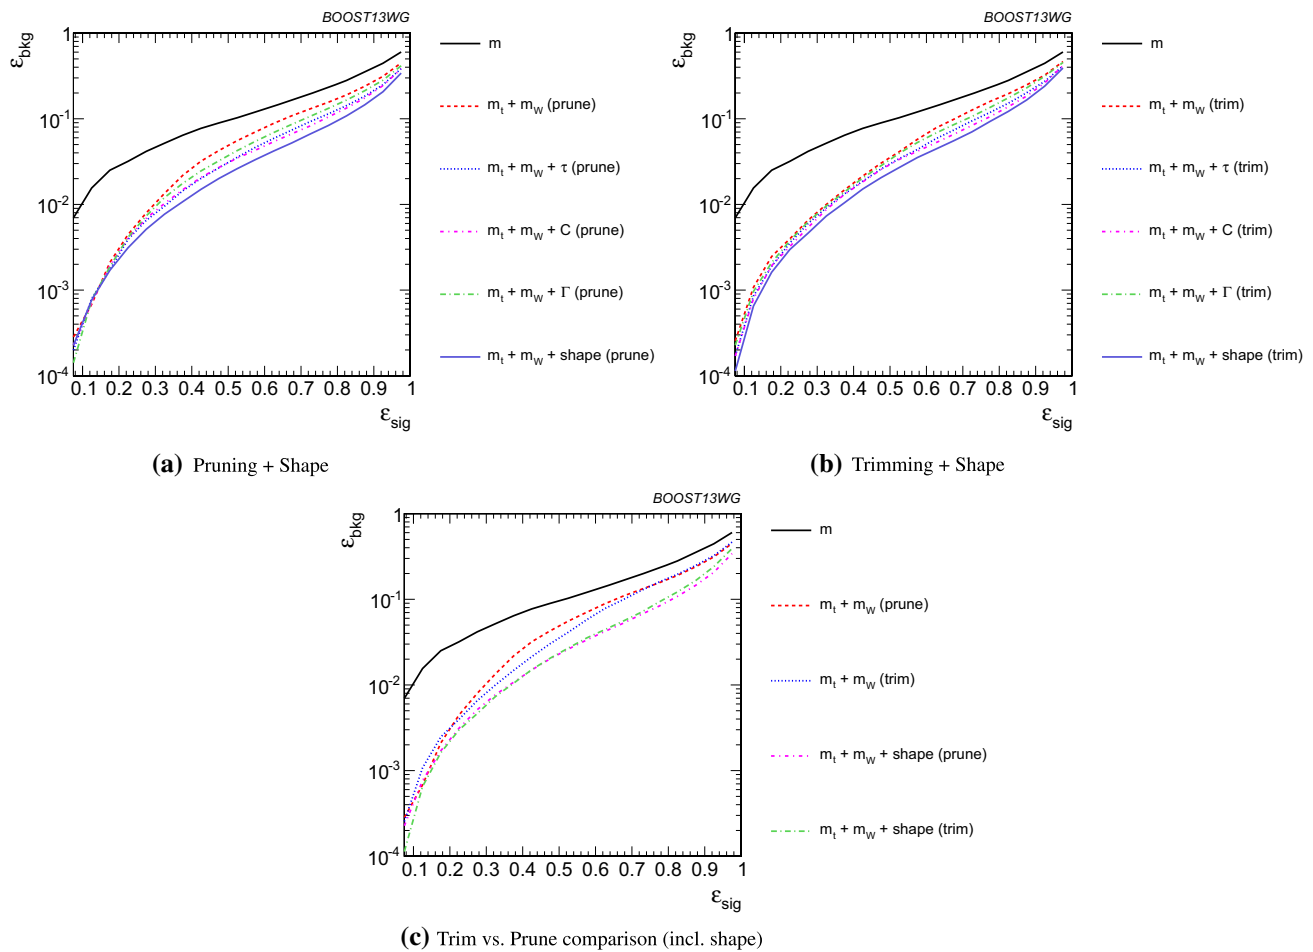 BOOST13WG
ε_bkg
1
10⁻¹
10⁻²
10⁻³
10⁻⁴
0.1 0.2 0.3 0.4 0.5 0.6 0.7 0.8 0.9 1
ε_sig
m
m_t + m_W (prune)
m_t + m_W + τ (prune)
m_t + m_W + C (prune)
m_t + m_W + Γ (prune)
m_t + m_W + shape (prune)
(a) Pruning + Shape
BOOST13WG
ε_bkg
1
10⁻¹
10⁻²
10⁻³
10⁻⁴
0.1 0.2 0.3 0.4 0.5 0.6 0.7 0.8 0.9 1
ε_sig
m
m_t + m_W (trim)
m_t + m_W + τ (trim)
m_t + m_W + C (trim)
m_t + m_W + Γ (trim)
m_t + m_W + shape (trim)
(b) Trimming + Shape
BOOST13WG
ε_bkg
1
10⁻¹
10⁻²
10⁻³
10⁻⁴
0.1 0.2 0.3 0.4 0.5 0.6 0.7 0.8 0.9 1
ε_sig
m
m_t + m_W (prune)
m_t + m_W (trim)
m_t + m_W + shape (prune)
m_t + m_W + shape (trim)
(c) Trim vs. Prune comparison (incl. shape)